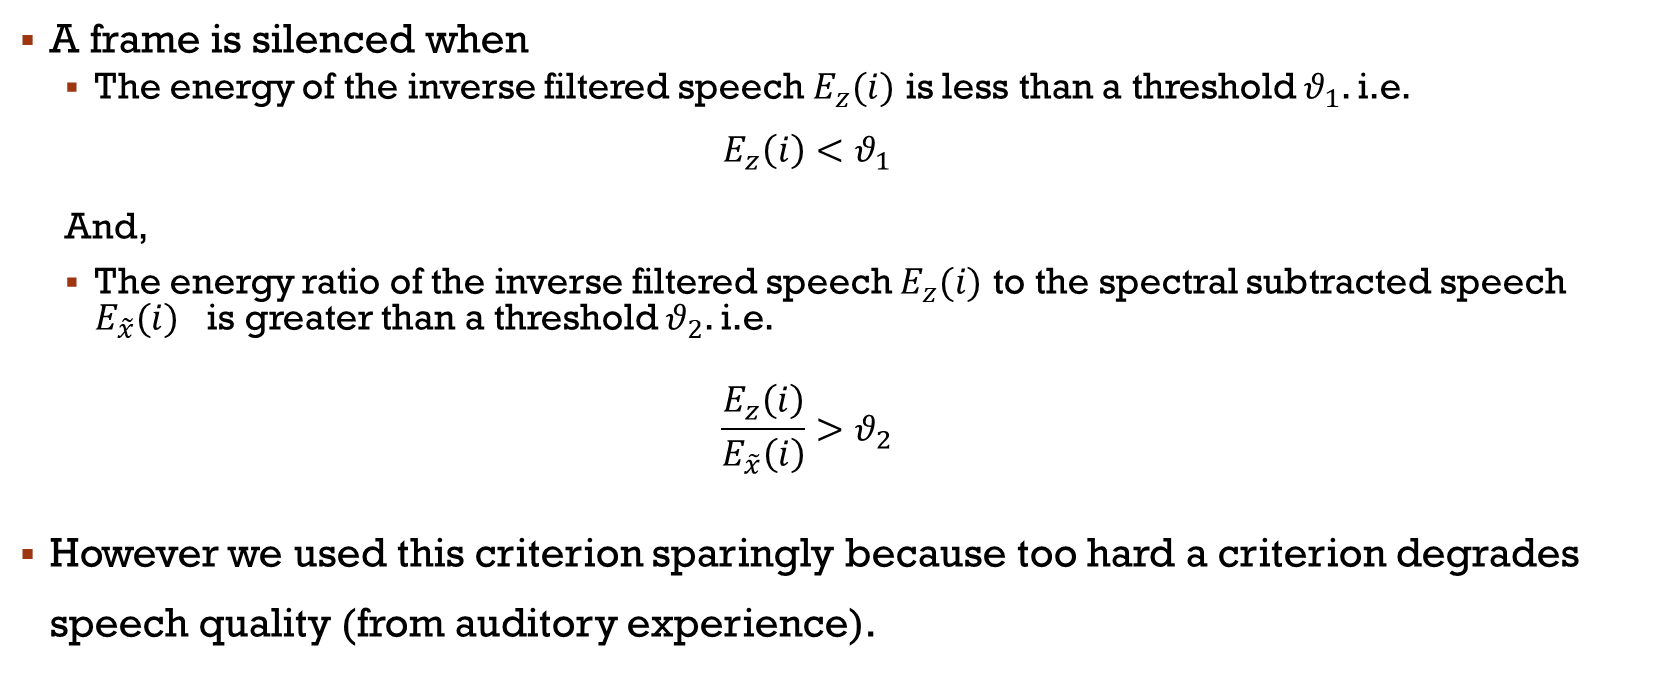 ▪ A frame is silenced when
▪ The energy of the inverse filtered speech E_z(i) is less than a threshold ϑ_1. i.e.
E_z(i) < ϑ_1
And,
▪ The energy ratio of the inverse filtered speech E_z(i) to the spectral subtracted speech
E_x̃(i) is greater than a threshold ϑ_2. i.e.
E_z(i)
/ E_x̃(i) > ϑ_2
▪ However we used this criterion sparingly because too hard a criterion degrades
speech quality (from auditory experience).